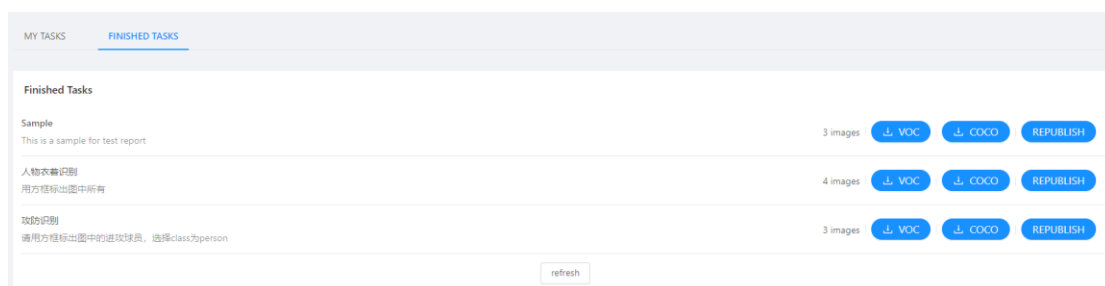 MY TASKS FINISHED TASKS
Finished Tasks
Sample
This is a sample for test report
3 images VOC COCO REPUBLISH
人物衣着识别
用方框标出图中所有
4 images VOC COCO REPUBLISH
攻防识别
请用方框标出图中的进攻球员，选择class为person
3 images VOC COCO REPUBLISH
refresh